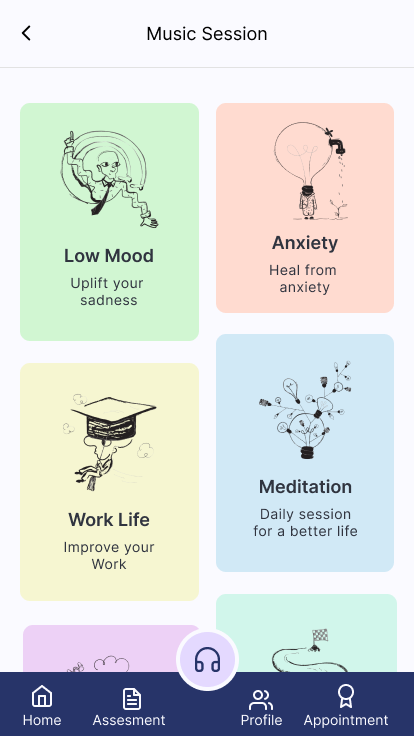 Music Session
Low Mood
Uplift your
sadness
Anxiety
Heal from
anxiety
Work Life
Improve your
Work
Meditation
Daily session
for a better life
Home
Assesment
Profile
Appointment